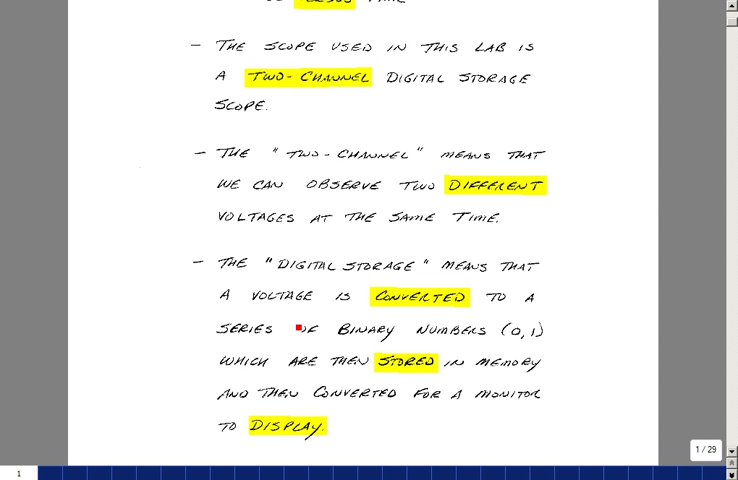 - THE SCOPE USED IN THIS LAB IS
A TWO-CHANNEL DIGITAL STORAGE
SCOPE.
- THE "TWO-CHANNEL" MEANS THAT
WE CAN OBSERVE TWO DIFFERENT
VOLTAGES AT THE SAME TIME.
- THE "DIGITAL STORAGE" MEANS THAT
A VOLTAGE IS CONVERTED TO A
SERIES OF BINARY NUMBERS (0,1)
WHICH ARE THEN STORED IN MEMORY
AND THEN CONVERTED FOR A MONITOR
TO DISPLAY.
1 / 29
1